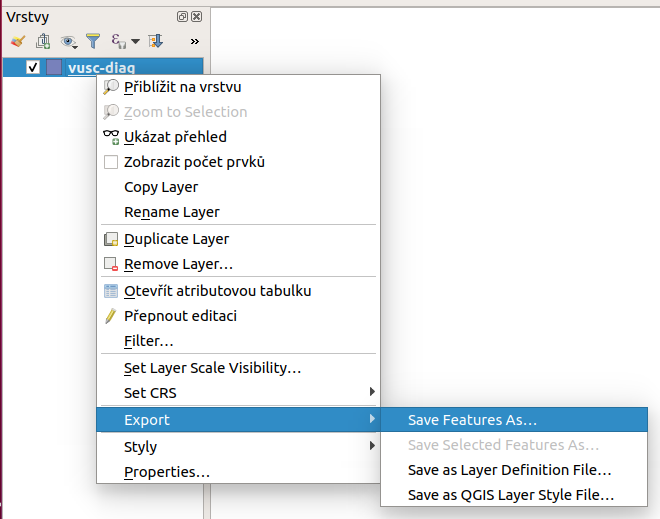 Vrstvy
ε
»
vusc-diag
Přiblížit na vrstvu
Zoom to Selection
Ukázat přehled
Zobrazit počet prvků
Copy Layer
Rename Layer
Duplicate Layer
Remove Layer…
Otevřít atributovou tabulku
Přepnout editaci
Filter…
Set Layer Scale Visibility…
Set CRS
Export
Save Features As…
Save Selected Features As…
Styly
Save as Layer Definition File…
Properties…
Save as QGIS Layer Style File…